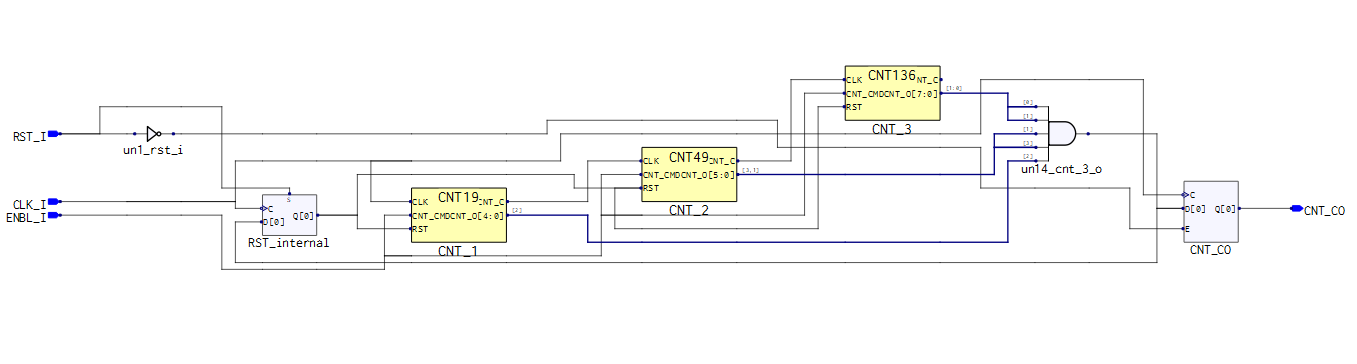 RST_I
un1_rst_i
CLK_I
ENBL_I
S
C
D[0]
Q[0]
RST_internal
CNT19
CLK
CNT_C
CNT_CMD
CNT_O[4:0]
RST
CNT_1
[2]
CNT49
CLK
CNT_C
CNT_CMD
CNT_O[5:0]
RST
CNT_2
[3,1]
CNT136
CLK
NT_C
CNT_CMD
CNT_O[7:0]
RST
CNT_3
[1:0]
[0]
[1]
[1]
[3]
[2]
un14_cnt_3_o
C
D[0]
Q[0]
E
CNT_CO
CNT_CO